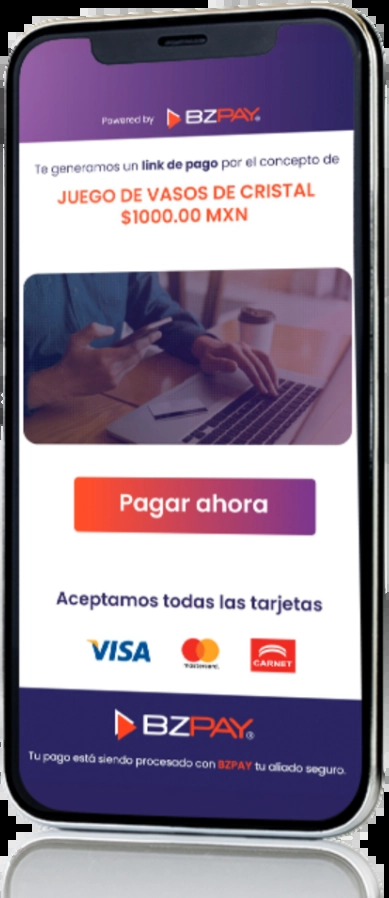 Powered by BZPAY®
Te generamos un link de pago por el concepto de
JUEGO DE VASOS DE CRISTAL
$1000.00 MXN
Pagar ahora
Aceptamos todas las tarjetas
VISA mastercard. CARNET
BZPAY®
Tu pago está siendo procesado con BZPAY tu aliado seguro.